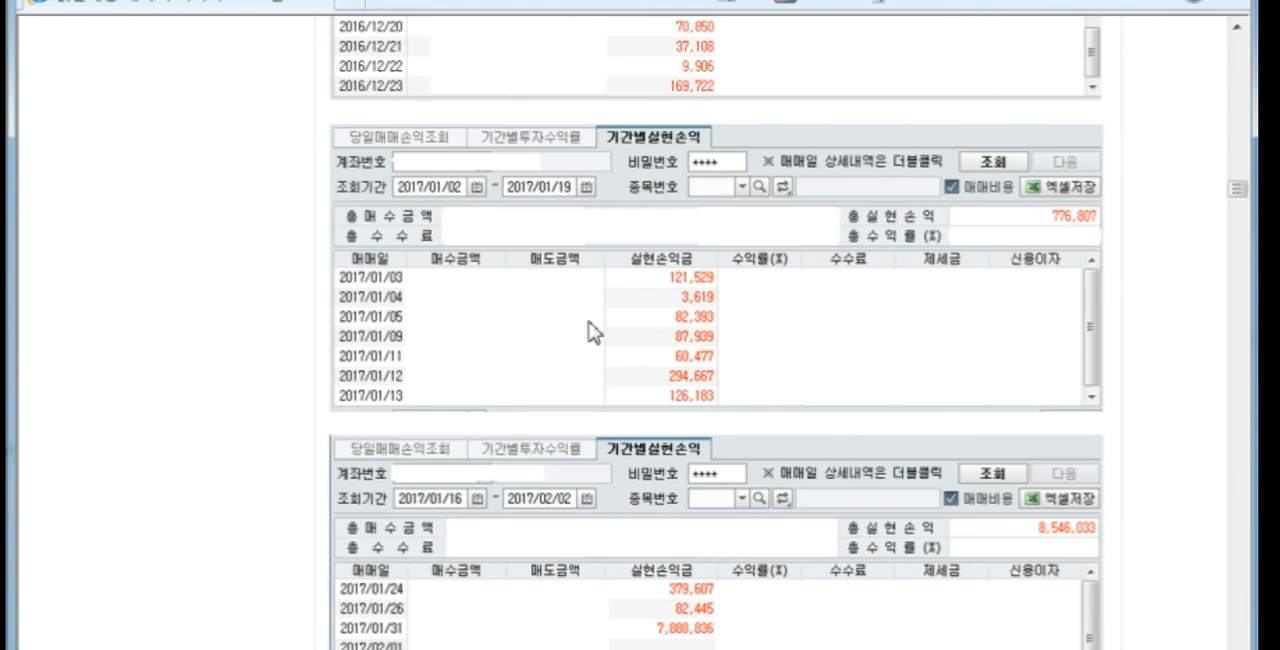 2016/12/20 70,850
2016/12/21 37,108
2016/12/22 9,906
2016/12/23 169,722
당일매매손익조회 기간별투자수익률 기간별실현손익
계좌번호 비밀번호 **** ※ 매매일 상세내역은 더블클릭 조회 다음
조회기간 2017/01/02 ~ 2017/01/19 종목번호 매매비용 엑셀저장
총 매 수 금 액 총 실 현 손 익 776,807
총 수 수 료 총 수 익 률 (%)
매매일 매수금액 매도금액 실현손익금 수익률(%) 수수료 제세금 신용이자
2017/01/03 121,529
2017/01/04 3,619
2017/01/05 82,393
2017/01/09 87,939
2017/01/11 60,477
2017/01/12 294,667
2017/01/13 126,183
당일매매손익조회 기간별투자수익률 기간별실현손익
계좌번호 비밀번호 **** ※ 매매일 상세내역은 더블클릭 조회 다음
조회기간 2017/01/16 ~ 2017/02/02 종목번호 매매비용 엑셀저장
총 매 수 금 액 총 실 현 손 익 8,546,033
총 수 수 료 총 수 익 률 (%)
매매일 매수금액 매도금액 실현손익금 수익률(%) 수수료 제세금 신용이자
2017/01/24 379,607
2017/01/26 82,445
2017/01/31 7,888,836
2017/02/01